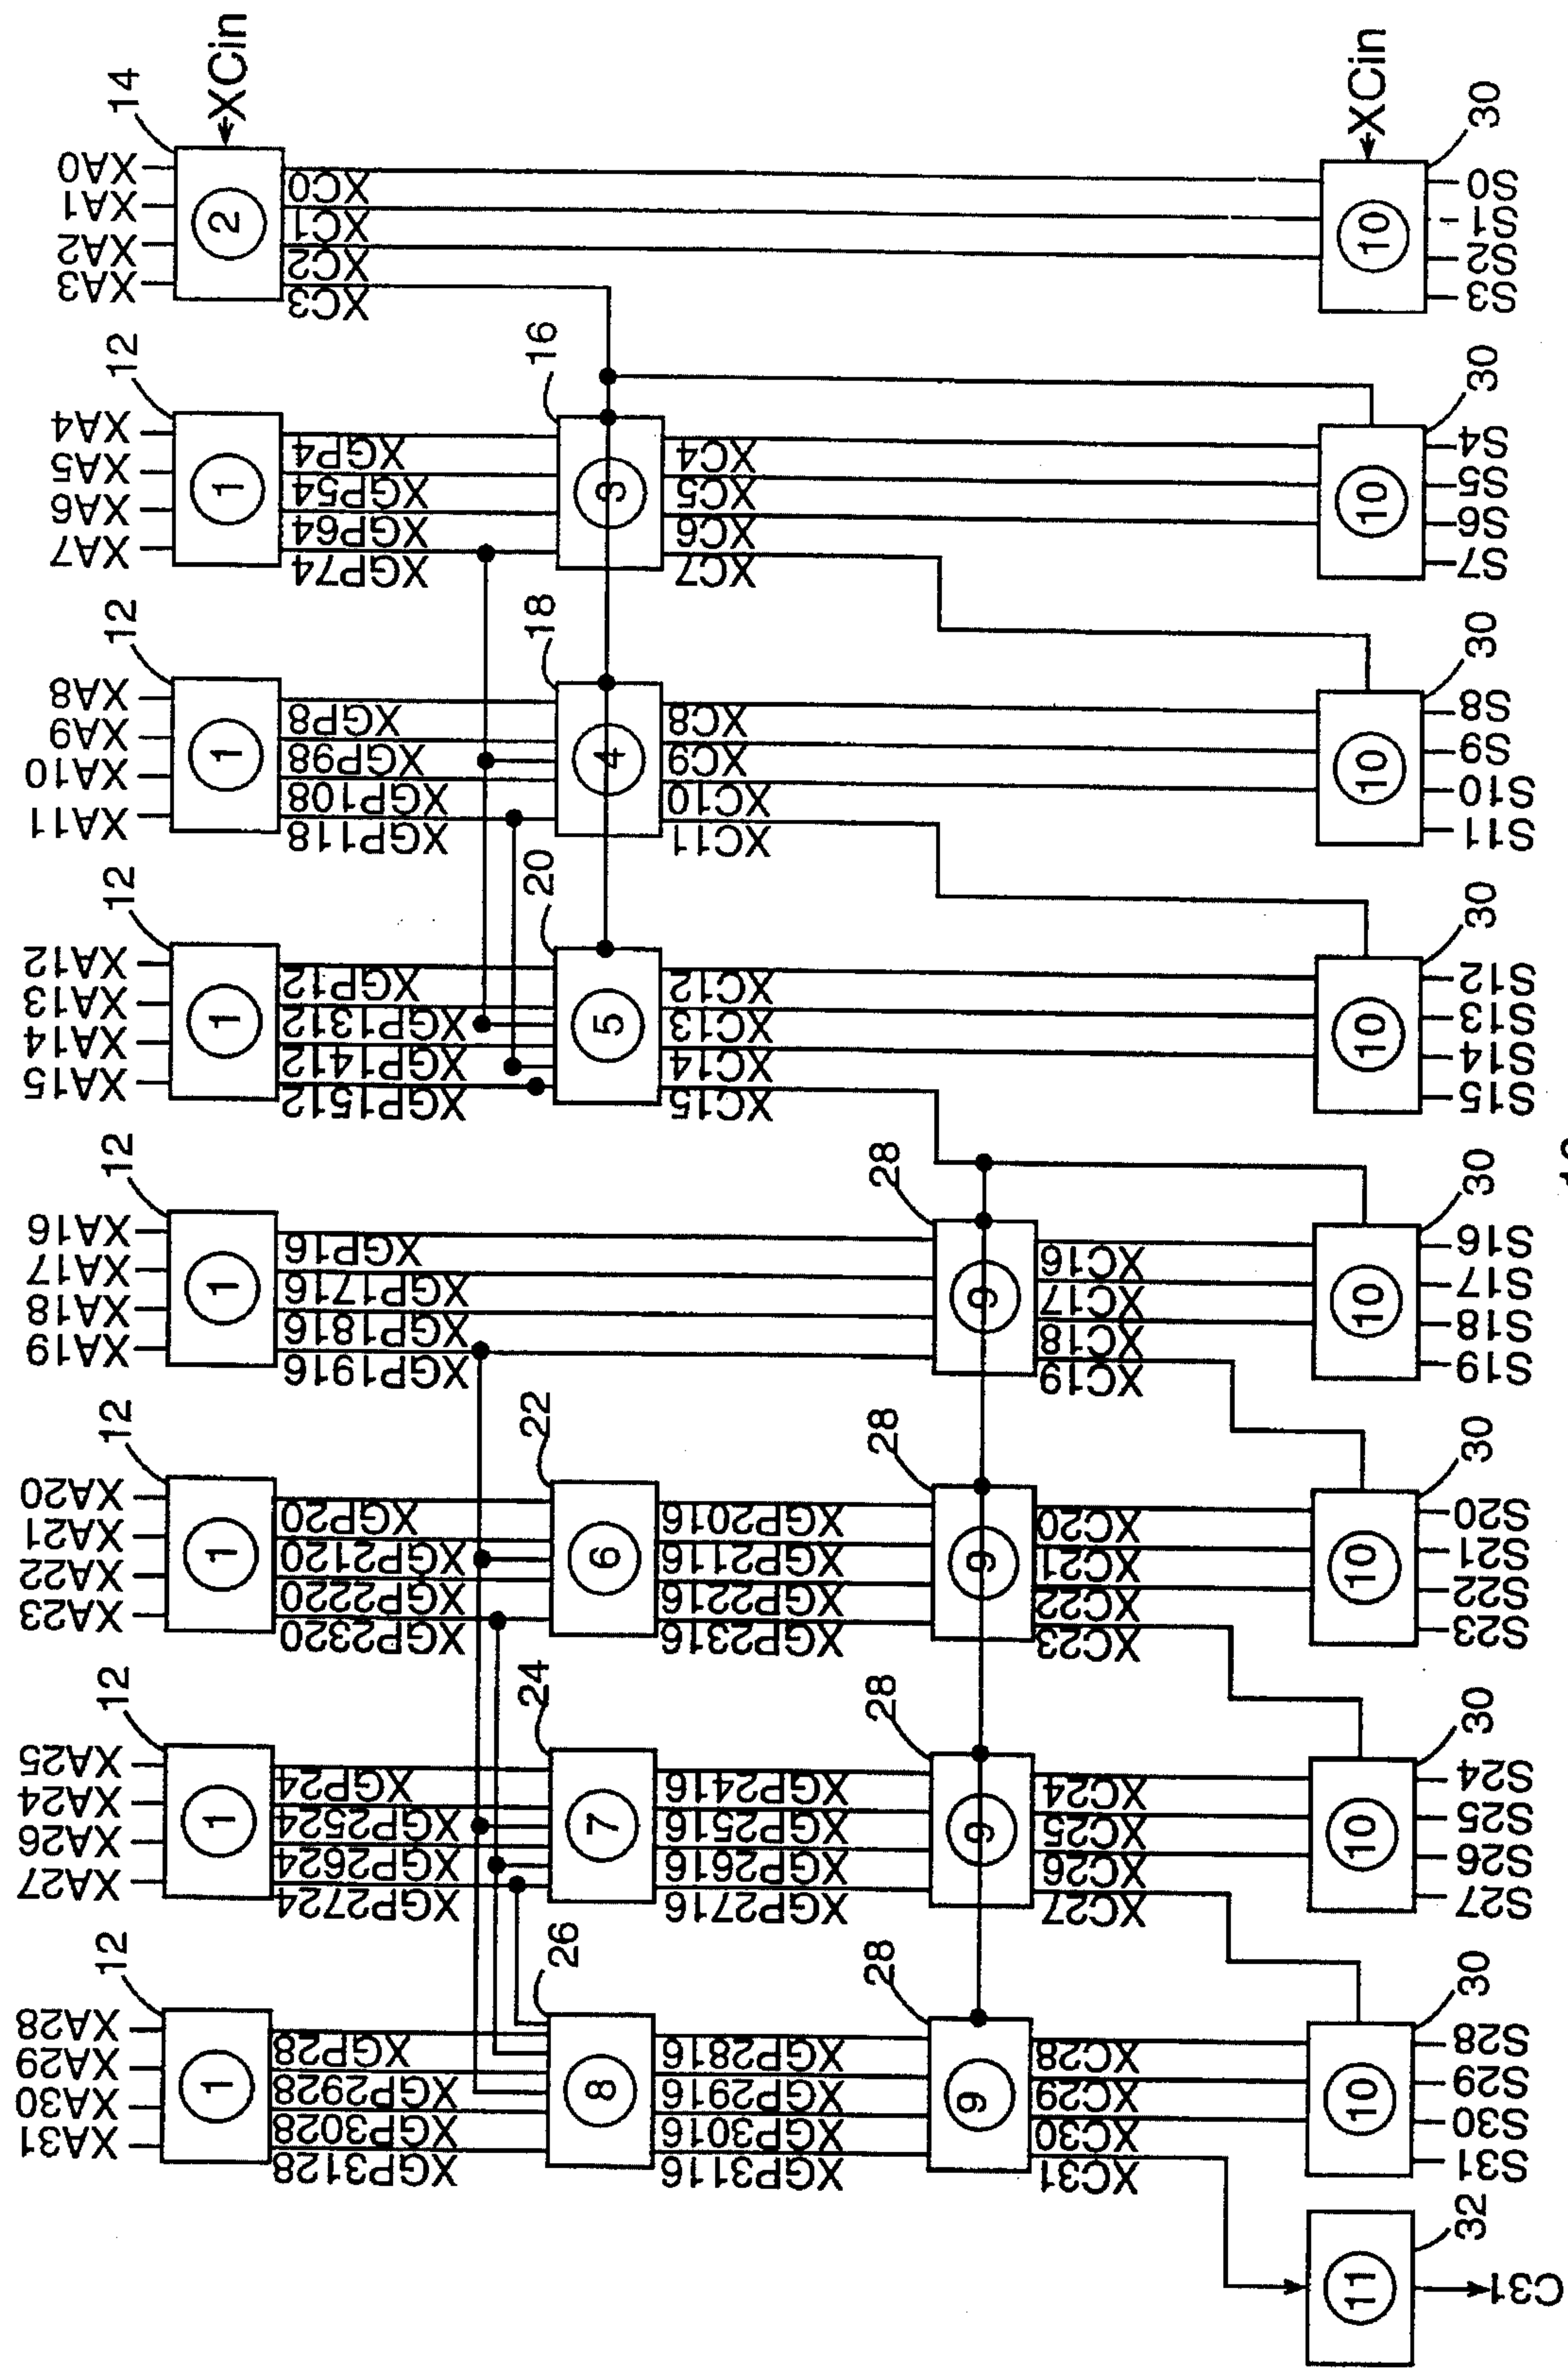 14
XCin
XA0
XA1
XA2
XA3
2
XC0
XC1
XC2
XC3
XCin
30
10
S0
S1
S2
S3
12
XA4
XA5
XA6
XA7
1
XGP4
XGP54
XGP64
XGP74
16
3
XC4
XC5
XC6
XC7
30
10
S4
S5
S6
S7
12
XA8
XA9
XA10
XA11
1
XGP8
XGP98
XGP108
XGP118
18
4
XC8
XC9
XC10
XC11
30
10
S8
S9
S10
S11
12
XA12
XA13
XA14
XA15
1
XGP12
XGP1312
XGP1412
XGP1512
20
5
XC12
XC13
XC14
XC15
30
10
S12
S13
S14
S15
12
XA16
XA17
XA18
XA19
1
XGP16
XGP1716
XGP1816
XGP1916
28
9
XC16
XC17
XC18
XC19
30
10
S16
S17
S18
S19
12
XA20
XA21
XA22
XA23
1
XGP20
XGP2120
XGP2220
XGP2320
22
6
XGP2016
XGP2116
XGP2216
XGP2316
28
9
XC20
XC21
XC22
XC23
30
10
S20
S21
S22
S23
12
XA25
XA24
XA26
XA27
1
XGP24
XGP2524
XGP2624
XGP2724
24
7
XGP2416
XGP2516
XGP2616
XGP2716
28
9
XC24
XC25
XC26
XC27
30
10
S24
S25
S26
S27
12
XA28
XA29
XA30
XA31
1
XGP28
XGP2928
XGP3028
XGP3128
26
8
XGP2816
XGP2916
XGP3016
XGP3116
28
9
XC28
XC29
XC30
XC31
30
10
S28
S29
S30
S31
32
11
C31